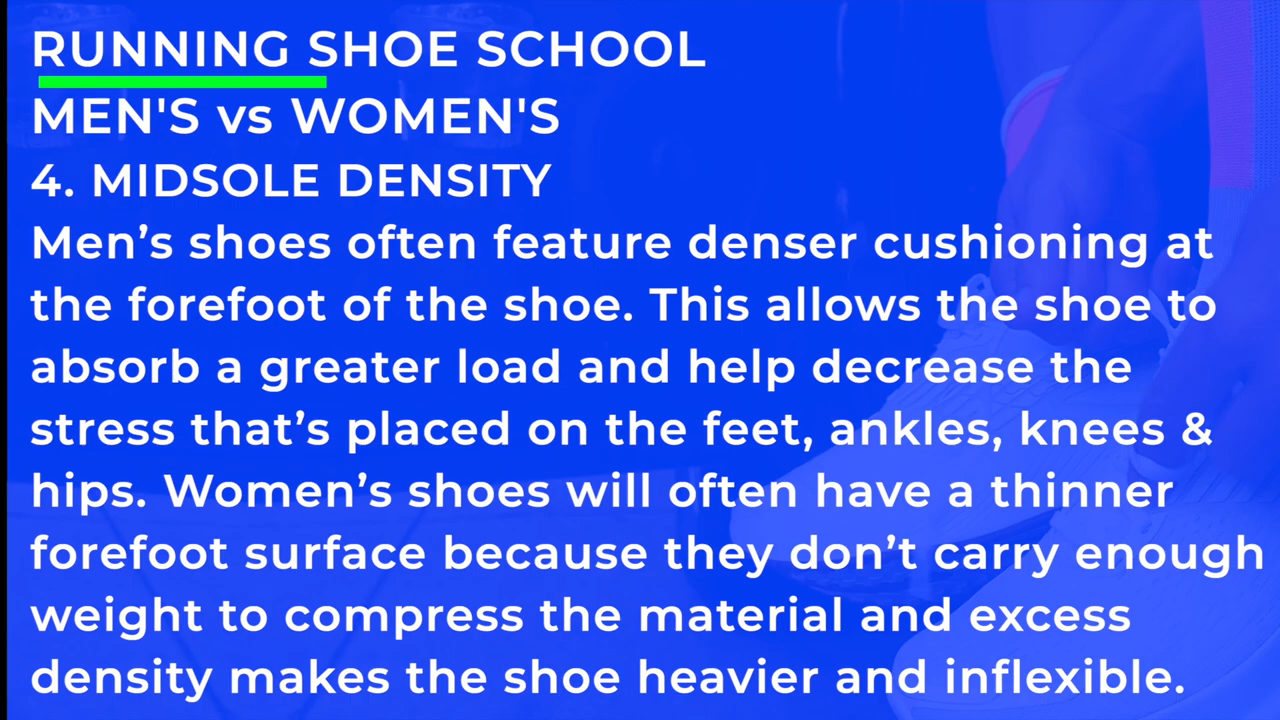 RUNNING SHOE SCHOOL
MEN'S vs WOMEN'S
4. MIDSOLE DENSITY
Men’s shoes often feature denser cushioning at
the forefoot of the shoe. This allows the shoe to
absorb a greater load and help decrease the
stress that’s placed on the feet, ankles, knees &
hips. Women’s shoes will often have a thinner
forefoot surface because they don’t carry enough
weight to compress the material and excess
density makes the shoe heavier and inflexible.